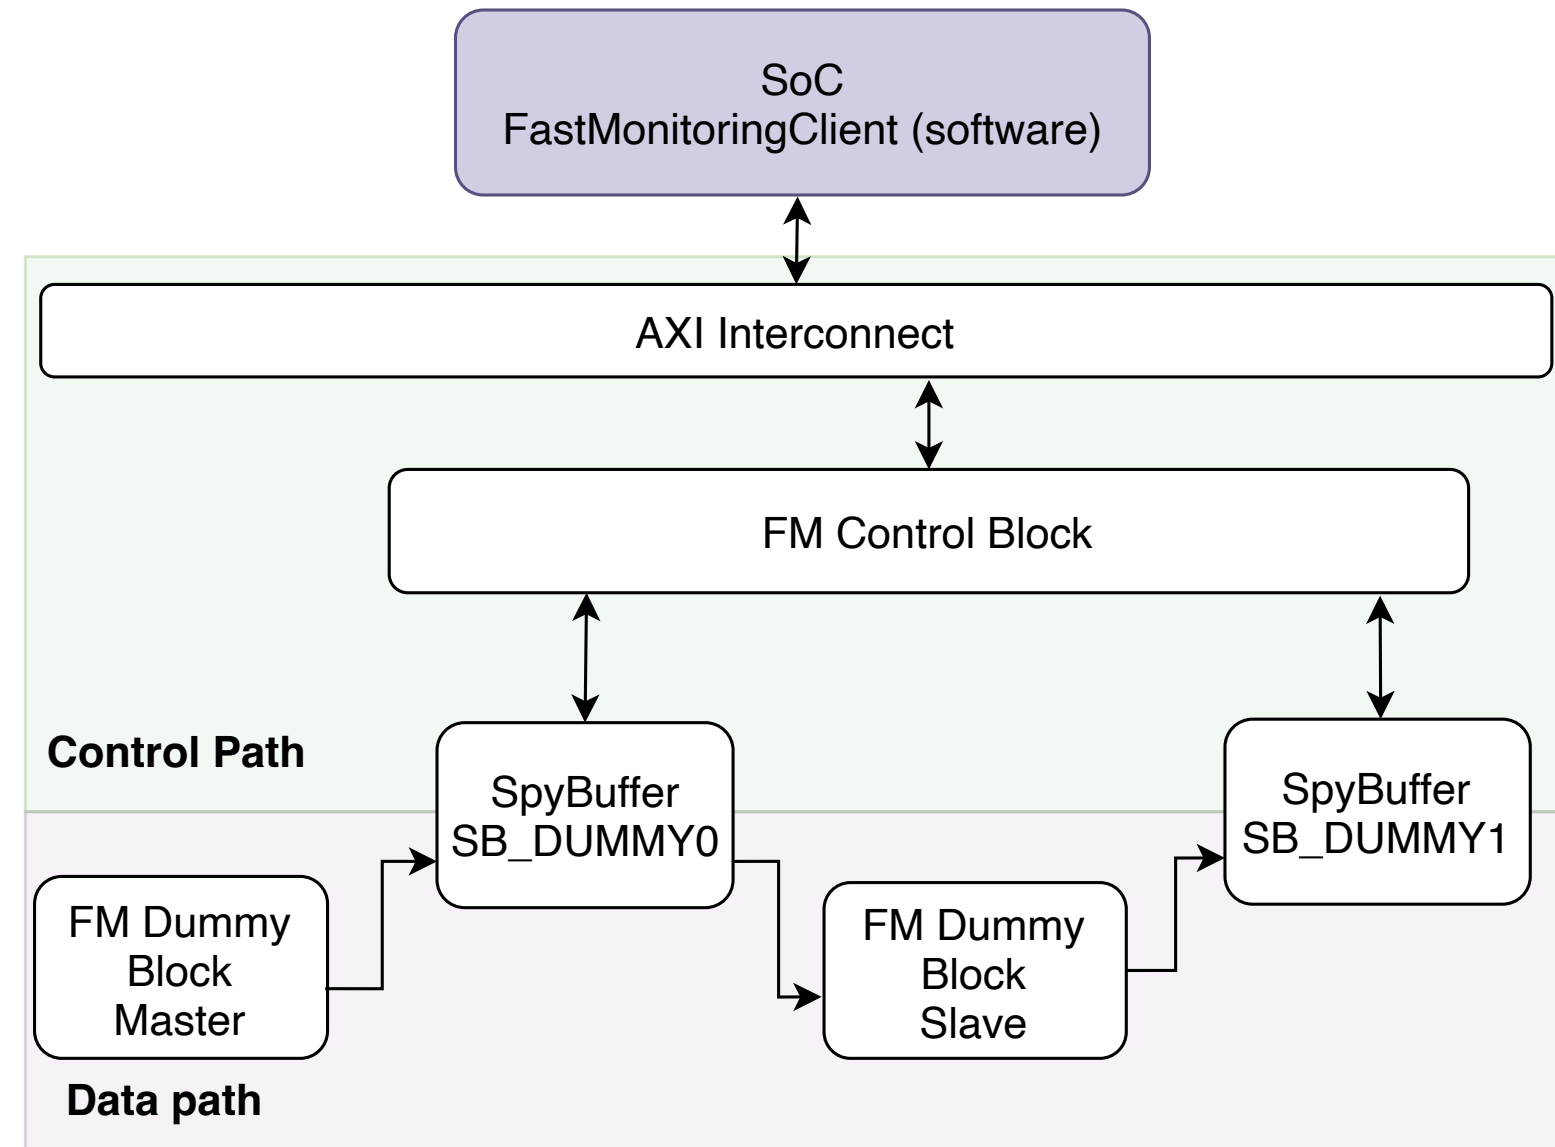 SoC
FastMonitoringClient (software)
AXI Interconnect
FM Control Block
Control Path
SpyBuffer
SB_DUMMY0
SpyBuffer
SB_DUMMY1
FM Dummy
Block
Master
FM Dummy
Block
Slave
Data path